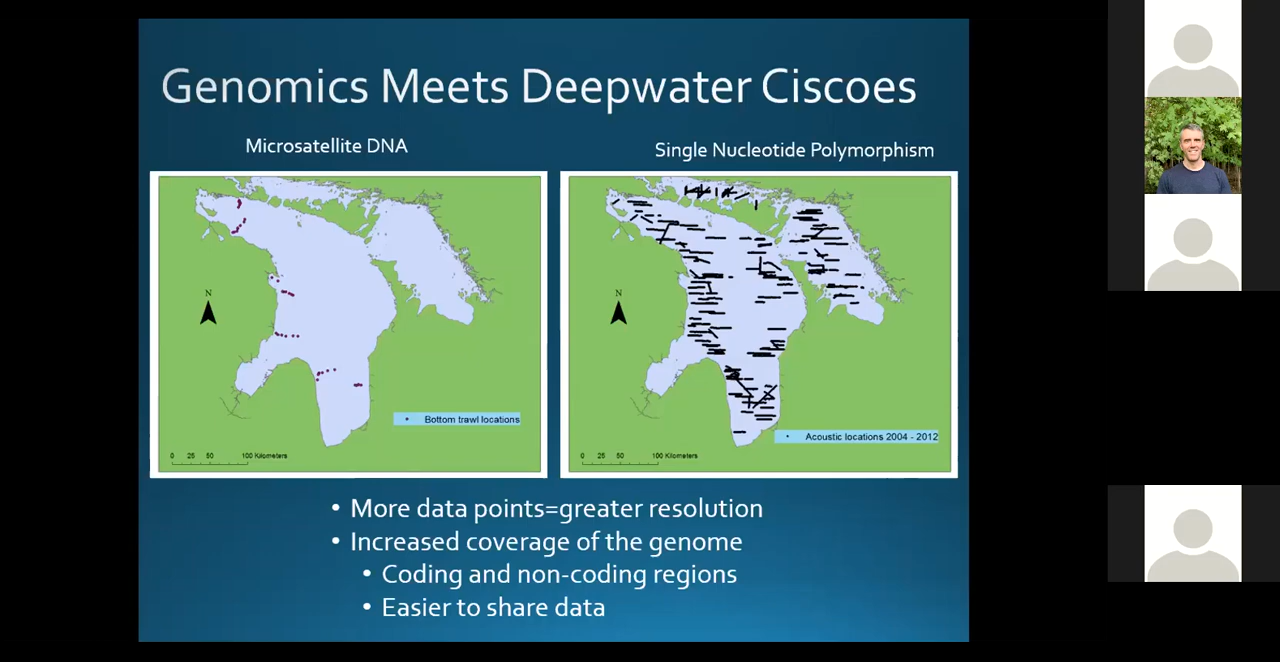 Genomics Meets Deepwater Ciscoes
Microsatellite DNA
Single Nucleotide Polymorphism
N
• Bottom trawl locations
0 25 50 100 Kilometers
N
• Acoustic locations 2004 - 2012
0 25 50 100 Kilometers
• More data points=greater resolution
• Increased coverage of the genome
• Coding and non-coding regions
• Easier to share data